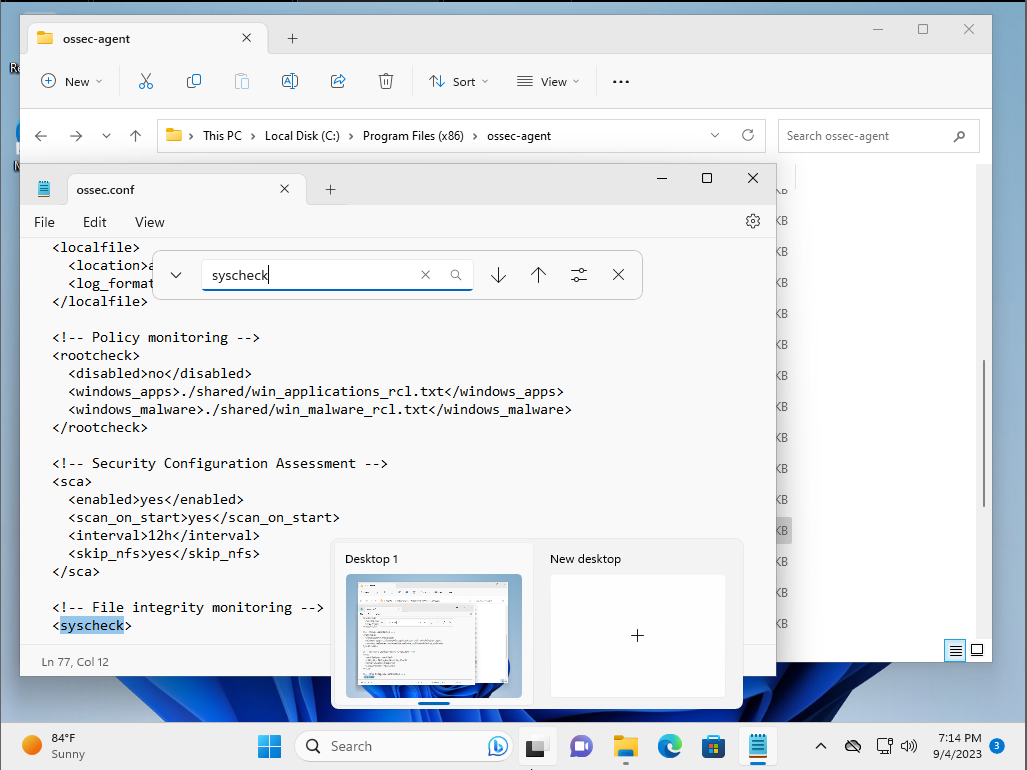 ossec-agent
New
Sort
View
This PC > Local Disk (C:) > Program Files (x86) > ossec-agent
Search ossec-agent
ossec.conf
File Edit View
<localfile>
<location>a
<log_format
</localfile>
syscheck
<!-- Policy monitoring -->
<rootcheck>
<disabled>no</disabled>
<windows_apps>./shared/win_applications_rcl.txt</windows_apps>
<windows_malware>./shared/win_malware_rcl.txt</windows_malware>
</rootcheck>
<!-- Security Configuration Assessment -->
<sca>
<enabled>yes</enabled>
<scan_on_start>yes</scan_on_start>
<interval>12h</interval>
<skip_nfs>yes</skip_nfs>
</sca>
<!-- File integrity monitoring -->
<syscheck>
Ln 77, Col 12
KB
KB
KB
KB
KB
KB
KB
KB
KB
KB
KB
KB
KB
KB
Desktop 1
New desktop
84°F
Sunny
Search
7:14 PM
9/4/2023
3